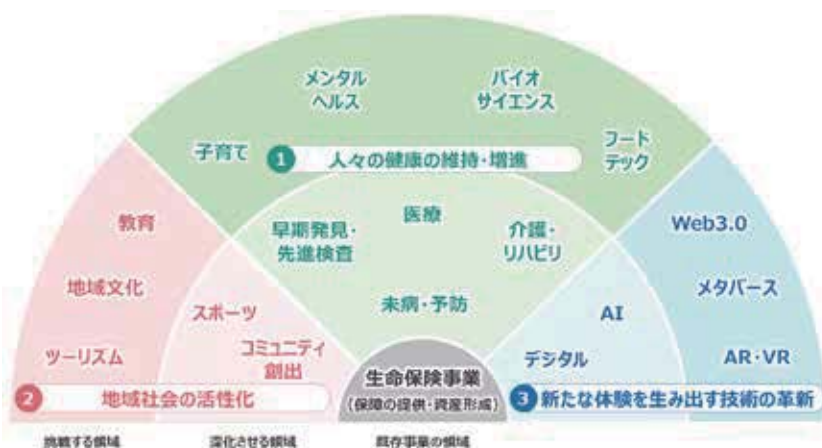 メンタル
ヘルス
バイオ
サイエンス
子育て
1 人々の健康の維持・増進
フード
テック
教育
早期発見・
先進検査
医療
介護・
リハビリ
Web3.0
地域文化
スポーツ
未病・予防
AI
メタバース
ツーリズム
コミュニティ
創出
デジタル
AR・VR
生命保険事業
(保障の提供・資産形成)
2 地域社会の活性化
3 新たな体験を生み出す技術の革新
挑戦する領域
深化させる領域
既存事業の領域